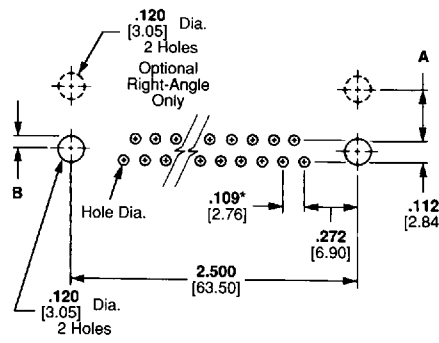 .120 Dia.
[3.05]
2 Holes
Optional
Right-Angle
Only
A
B
Hole Dia.
.109*
[2.76]
.112
[2.84
.272
[6.90]
2.500
[63.50]
.120 Dia.
[3.05]
2 Holes